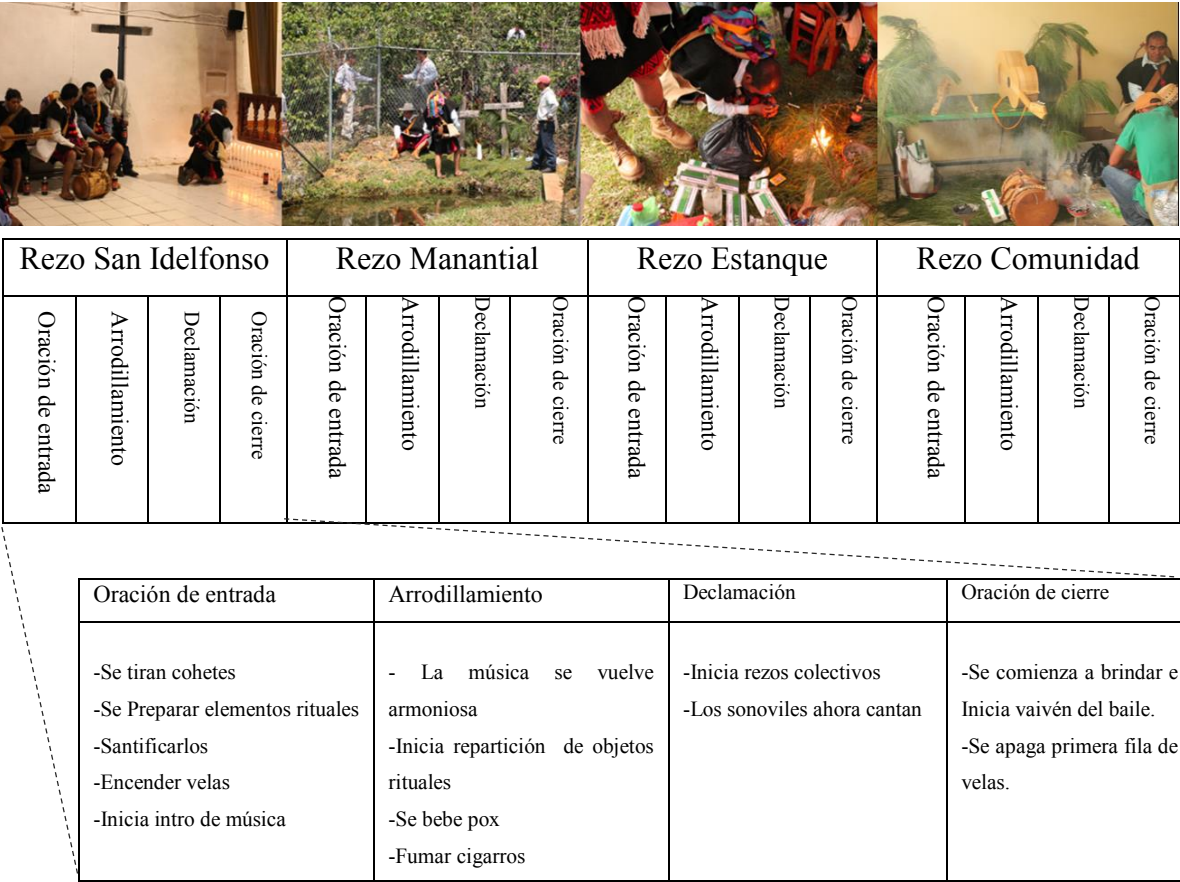 Rezo San Idelfonso
Rezo Manantial
Rezo Estanque
Rezo Comunidad
Oración de entrada
Arrodillamiento
Declamación
Oración de cierre
Oración de entrada
Arrodillamiento
Declamación
Oración de cierre
Oración de entrada
Arrodillamiento
Declamación
Oración de cierre
Oración de entrada
Arrodillamiento
Declamación
Oración de cierre
Oración de entrada
-Se tiran cohetes
-Se Preparar elementos rituales
-Santificarlos
-Encender velas
-Inicia intro de música
Arrodillamiento
- La música se vuelve
armoniosa
-Inicia repartición de objetos
rituales
-Se bebe pox
-Fumar cigarros
Declamación
-Inicia rezos colectivos
-Los sonoviles ahora cantan
Oración de cierre
-Se comienza a brindar e
Inicia vaivén del baile.
-Se apaga primera fila de
velas.